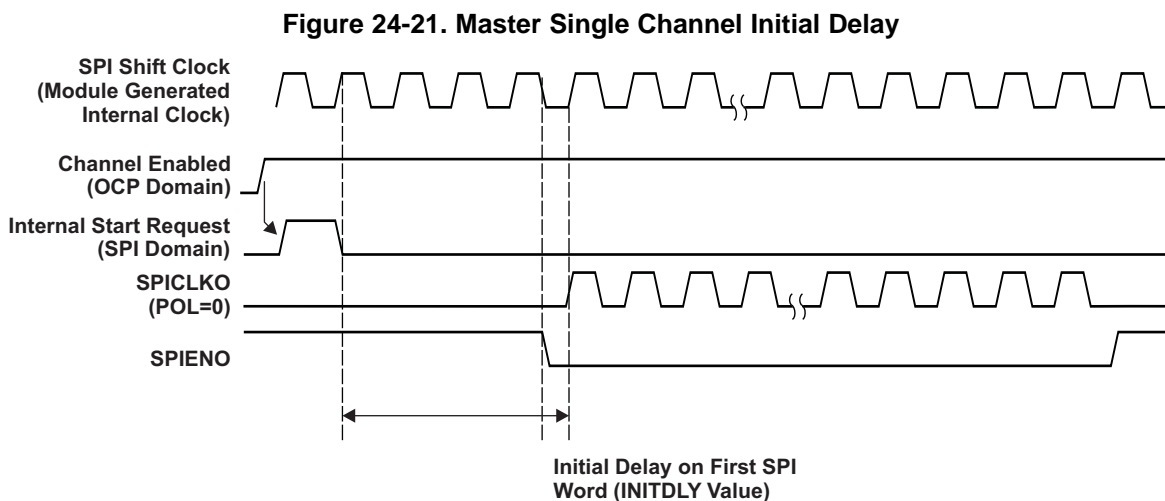 Figure 24-21. Master Single Channel Initial Delay
SPI Shift Clock
(Module Generated
Internal Clock)
Channel Enabled
(OCP Domain)
Internal Start Request
(SPI Domain)
SPICLKO
(POL=0)
SPIENO
Initial Delay on First SPI
Word (INITDLY Value)